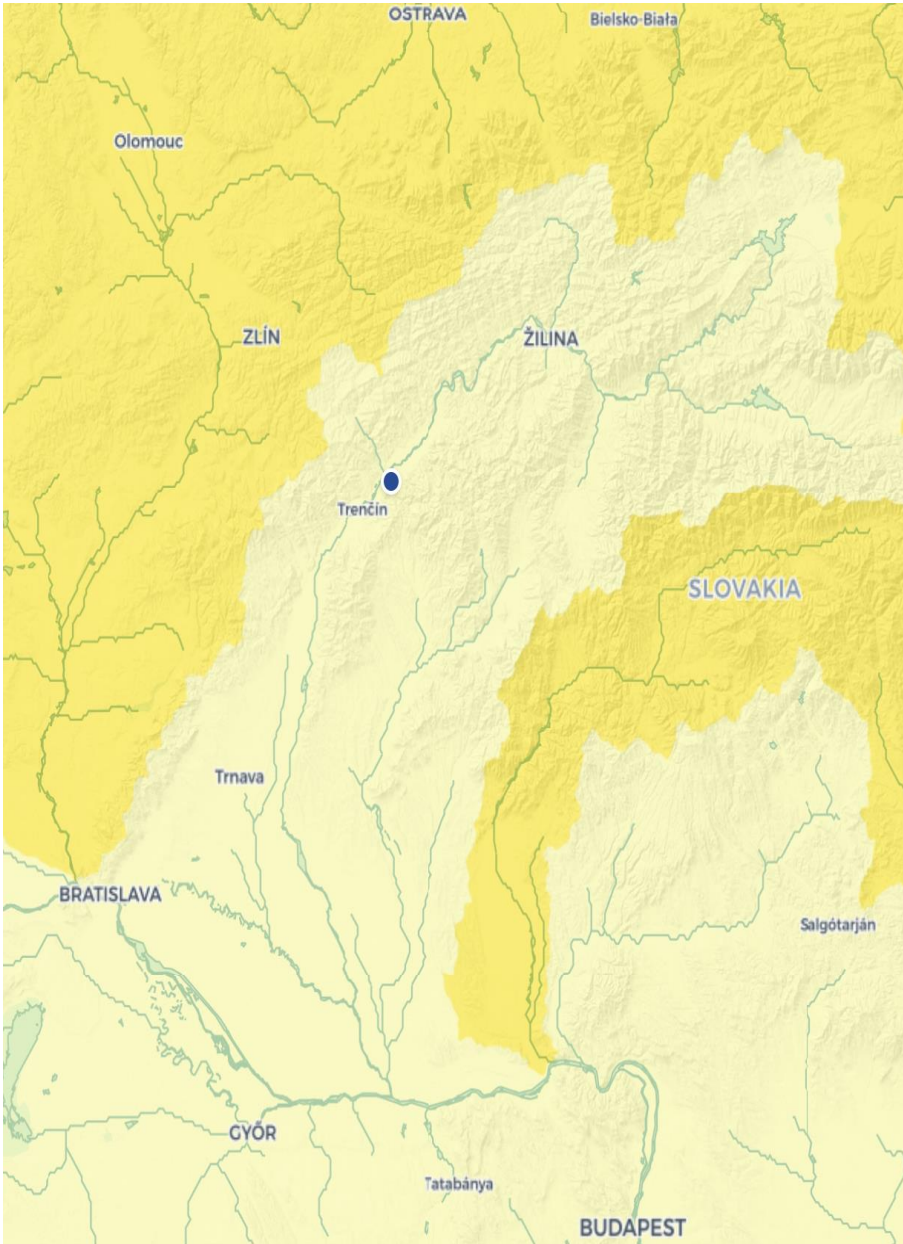 OSTRAVA
Bielsko-Biała
Olomouc
ZLÍN
ŽILINA
Trenčín
SLOVAKIA
Trnava
BRATISLAVA
Salgótarján
GYŐR
Tatabánya
BUDAPEST